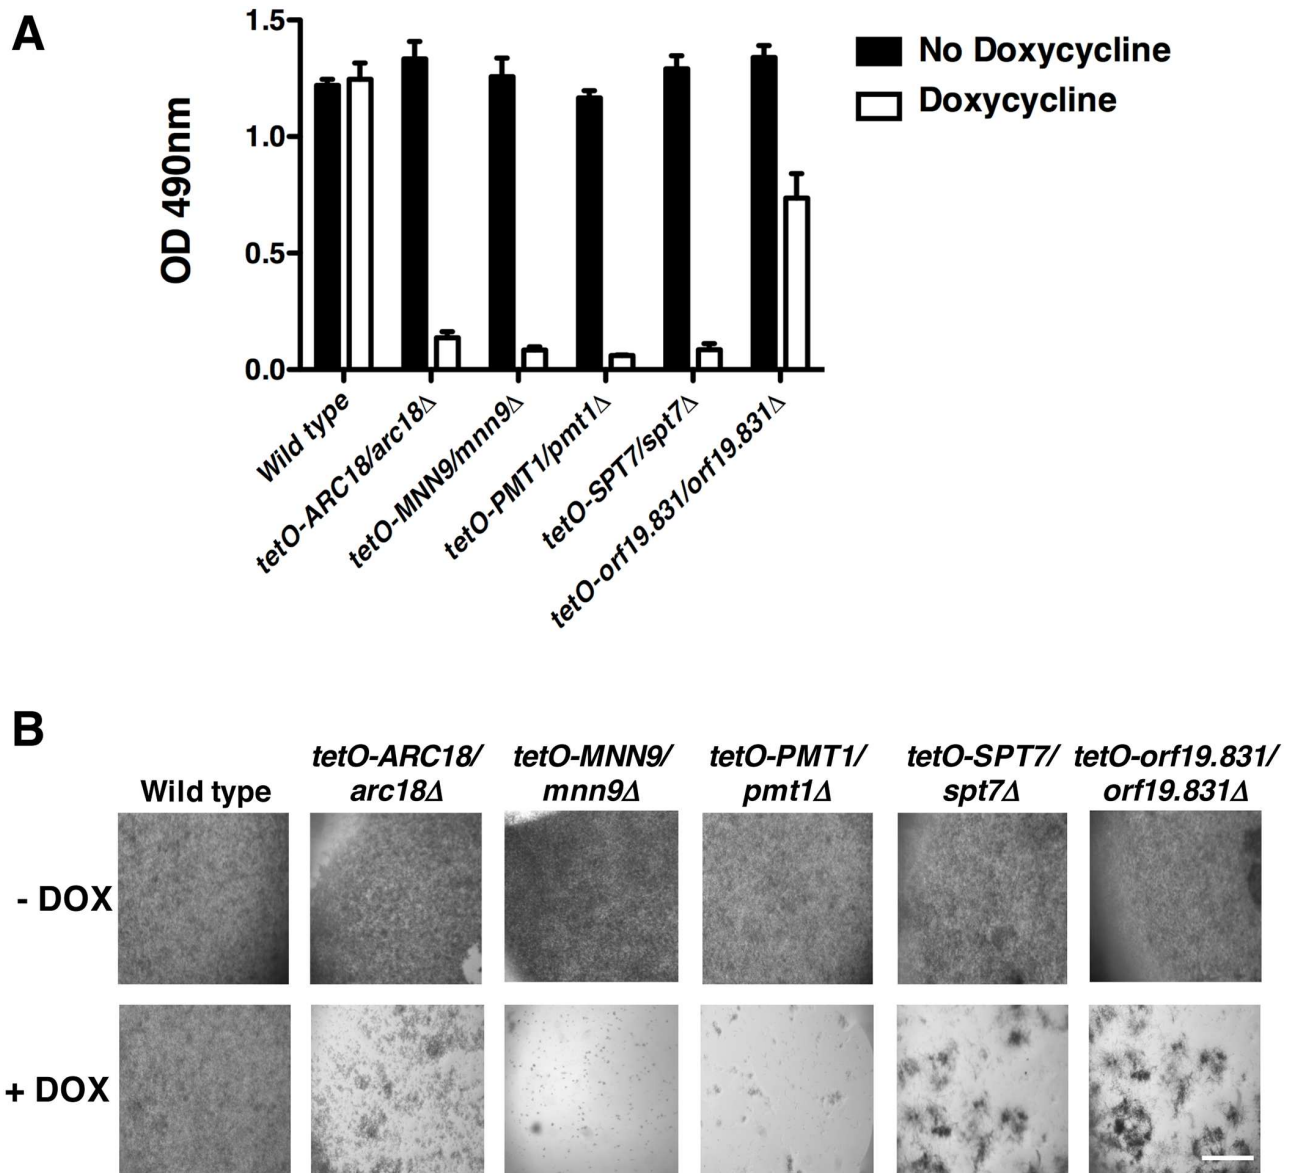 A
1.5
1.0
0.5
0.0
OD 490nm
No Doxycycline
Doxycycline
Wild type
tetO-ARC18/arc18Δ
tetO-MNN9/mnn9Δ
tetO-PMT1/pmt1Δ
tetO-SPT7/spt7Δ
tetO-orf19.831/orf19.831Δ
B
Wild type
tetO-ARC18/
arc18Δ
tetO-MNN9/
mnn9Δ
tetO-PMT1/
pmt1Δ
tetO-SPT7/
spt7Δ
tetO-orf19.831/
orf19.831Δ
- DOX
+ DOX